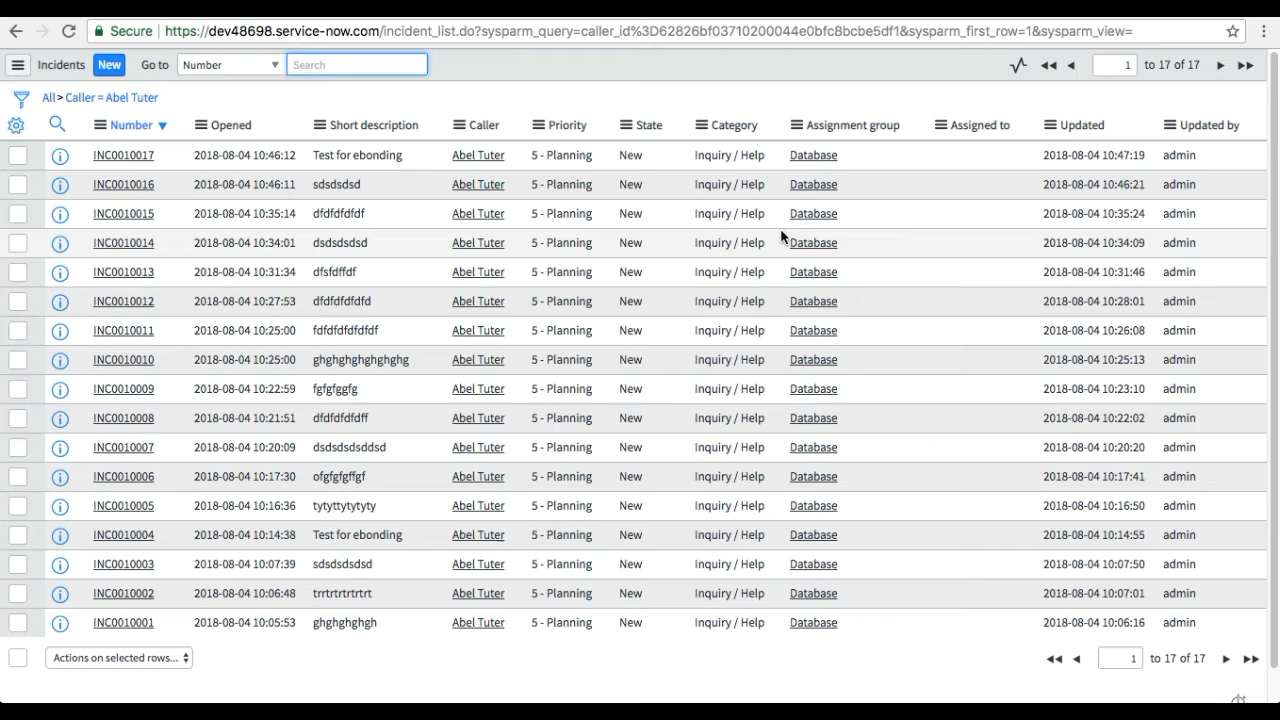 Secure https://dev48698.service-now.com/incident_list.do?sysparm_query=caller_id%3D62826bf03710200044e0bfc8bcbe5df1&sysparm_first_row=1&sysparm_view=
Incidents New Go to Number Search 1 to 17 of 17
All > Caller = Abel Tuter
Number Opened Short description Caller Priority State Category Assignment group Assigned to Updated Updated by
INC0010017 2018-08-04 10:46:12 Test for ebonding Abel Tuter 5 - Planning New Inquiry / Help Database 2018-08-04 10:47:19 admin
INC0010016 2018-08-04 10:46:11 sdsdsdsd Abel Tuter 5 - Planning New Inquiry / Help Database 2018-08-04 10:46:21 admin
INC0010015 2018-08-04 10:35:14 dfdfdfdfdf Abel Tuter 5 - Planning New Inquiry / Help Database 2018-08-04 10:35:24 admin
INC0010014 2018-08-04 10:34:01 dsdsdsdsd Abel Tuter 5 - Planning New Inquiry / Help Database 2018-08-04 10:34:09 admin
INC0010013 2018-08-04 10:31:34 dfsfdffdf Abel Tuter 5 - Planning New Inquiry / Help Database 2018-08-04 10:31:46 admin
INC0010012 2018-08-04 10:27:53 dfdfdfdfdfd Abel Tuter 5 - Planning New Inquiry / Help Database 2018-08-04 10:28:01 admin
INC0010011 2018-08-04 10:25:00 fdfdfdfdfdfdf Abel Tuter 5 - Planning New Inquiry / Help Database 2018-08-04 10:26:08 admin
INC0010010 2018-08-04 10:25:00 ghghghghghghghg Abel Tuter 5 - Planning New Inquiry / Help Database 2018-08-04 10:25:13 admin
INC0010009 2018-08-04 10:22:59 fgfgfggfg Abel Tuter 5 - Planning New Inquiry / Help Database 2018-08-04 10:23:10 admin
INC0010008 2018-08-04 10:21:51 dfdfdfdfdff Abel Tuter 5 - Planning New Inquiry / Help Database 2018-08-04 10:22:02 admin
INC0010007 2018-08-04 10:20:09 dsdsdsdsddsd Abel Tuter 5 - Planning New Inquiry / Help Database 2018-08-04 10:20:20 admin
INC0010006 2018-08-04 10:17:30 ofgfgfgffgf Abel Tuter 5 - Planning New Inquiry / Help Database 2018-08-04 10:17:41 admin
INC0010005 2018-08-04 10:16:36 tytyttytytyty Abel Tuter 5 - Planning New Inquiry / Help Database 2018-08-04 10:16:50 admin
INC0010004 2018-08-04 10:14:38 Test for ebonding Abel Tuter 5 - Planning New Inquiry / Help Database 2018-08-04 10:14:55 admin
INC0010003 2018-08-04 10:07:39 sdsdsdsdsd Abel Tuter 5 - Planning New Inquiry / Help Database 2018-08-04 10:07:50 admin
INC0010002 2018-08-04 10:06:48 trrtrtrtrtrtrt Abel Tuter 5 - Planning New Inquiry / Help Database 2018-08-04 10:07:01 admin
INC0010001 2018-08-04 10:05:53 ghghghghgh Abel Tuter 5 - Planning New Inquiry / Help Database 2018-08-04 10:06:16 admin
Actions on selected rows... 1 to 17 of 17